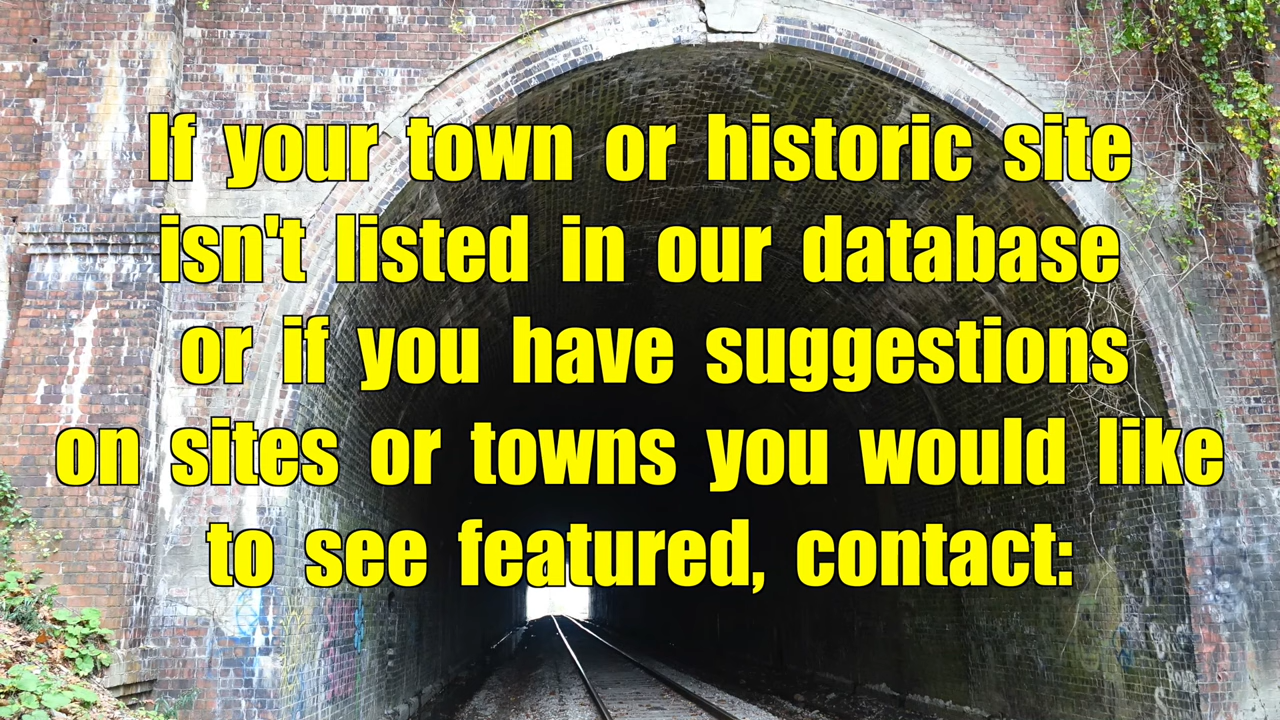 If your town or historic site
isn't listed in our database
or if you have suggestions
on sites or towns you would like
to see featured, contact: